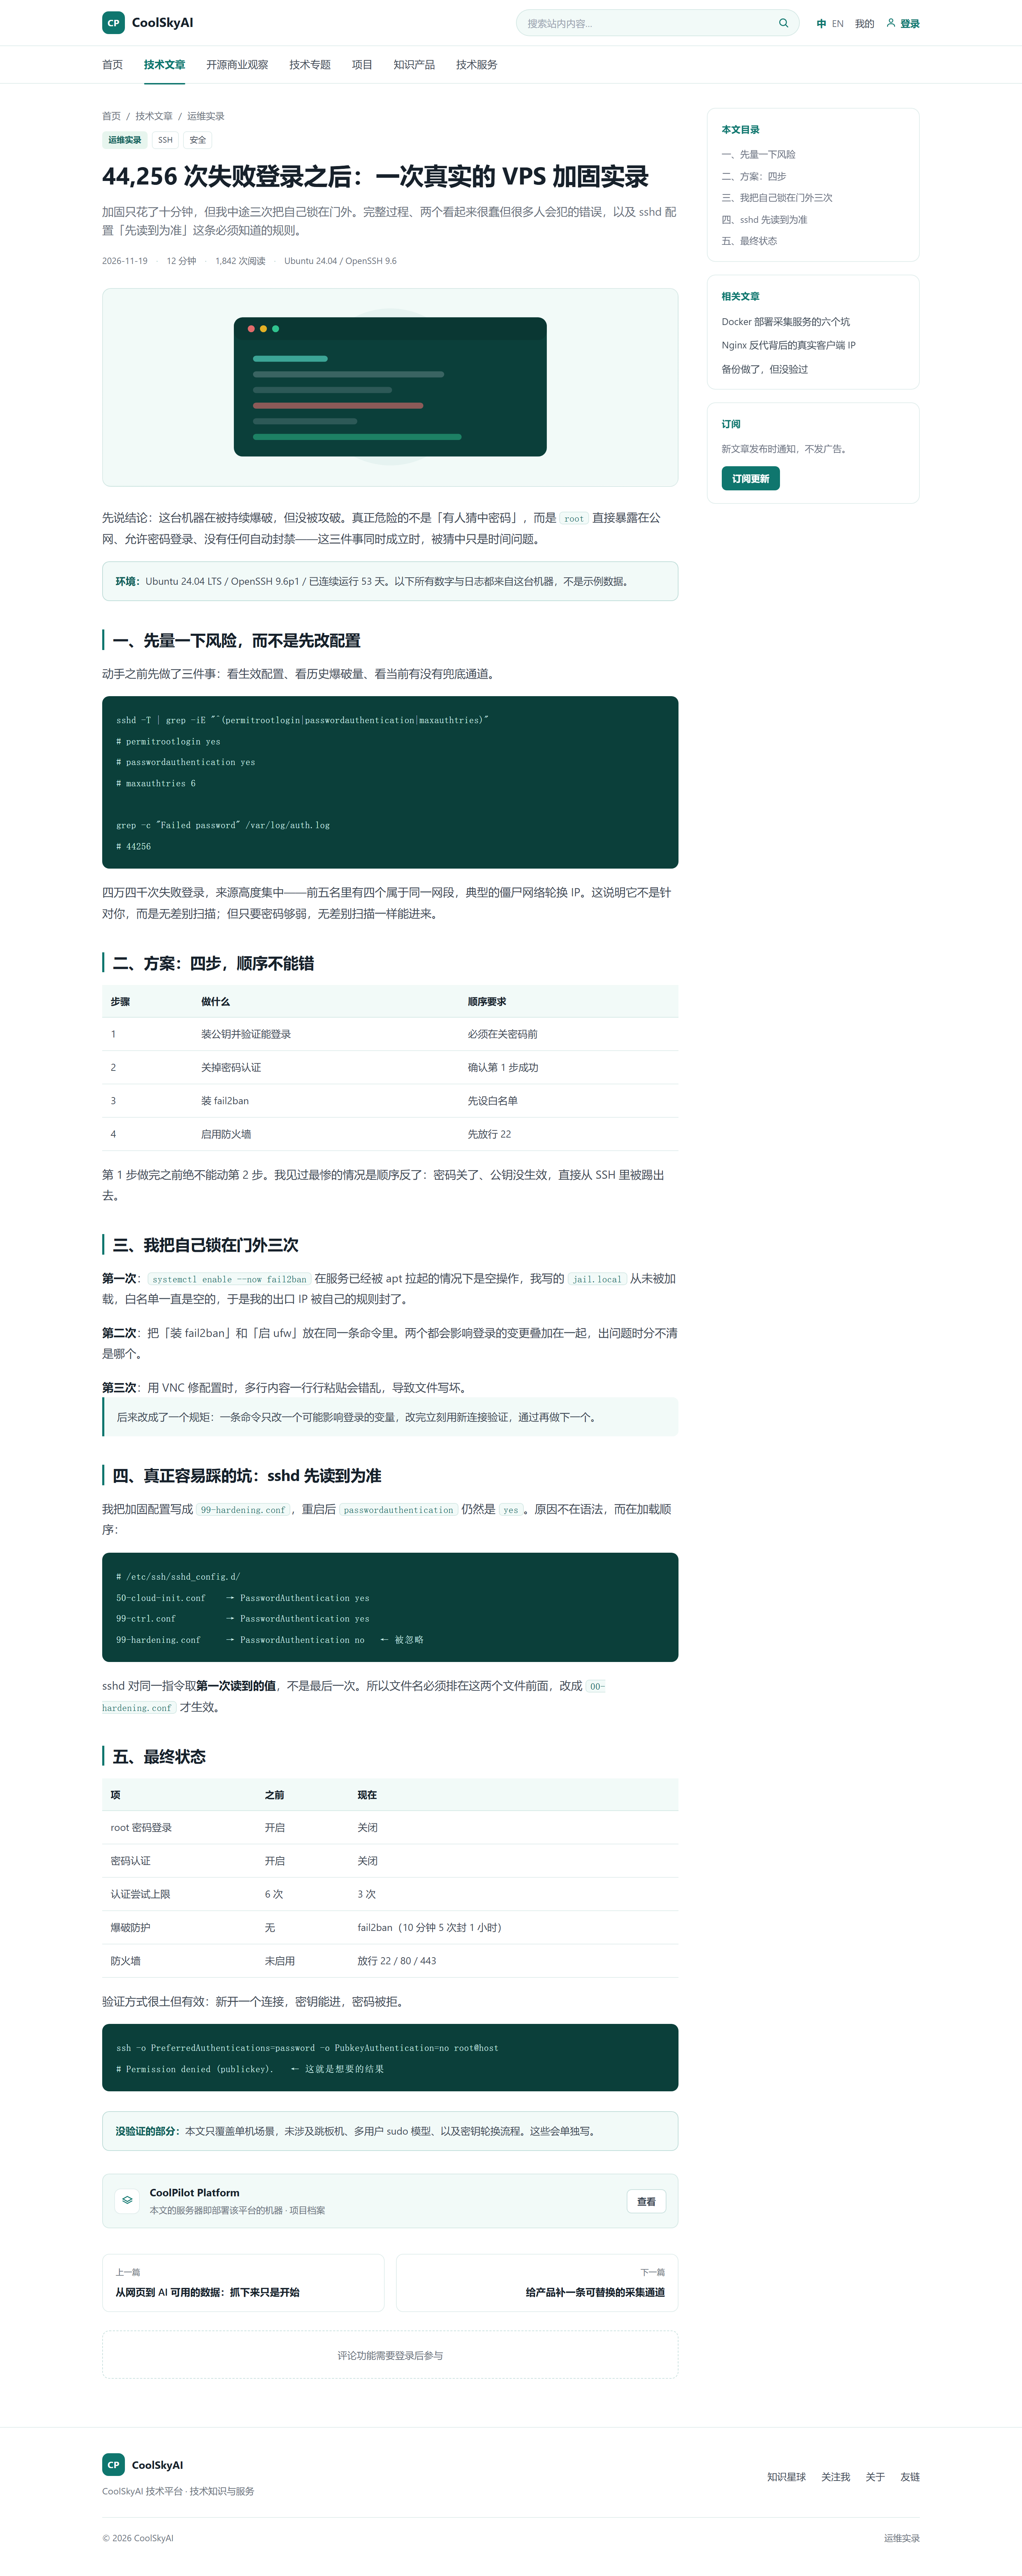 CP CoolSkyAI
搜索站内内容...
中 EN 我的 登录
首页 技术文章 开源商业观察 技术专题 项目 知识产品 技术服务
首页 / 技术文章 / 运维实录
运维实录 SSH 安全
44,256 次失败登录之后：一次真实的 VPS 加固实录
加固只花了十分钟，但我中途三次把自己锁在门外。完整过程、两个看起来很蠢但很多人会犯的错误，以及 sshd 配
置「先读到为准」这条必须知道的规则。
2026-11-19 · 12 分钟 · 1,842 次阅读 · Ubuntu 24.04 / OpenSSH 9.6
先说结论：这台机器在被持续爆破，但没被攻破。真正危险的不是「有人猜中密码」，而是 root 直接暴露在公
网、允许密码登录、没有任何自动封禁——这三件事同时成立时，被猜中只是时间问题。
环境：Ubuntu 24.04 LTS / OpenSSH 9.6p1 / 已连续运行 53 天。以下所有数字与日志都来自这台机器，不是示例数据。
一、先量一下风险，而不是先改配置
动手之前先做了三件事：看生效配置、看历史爆破量、看当前有没有兜底通道。
sshd -T | grep -iE "^(permitrootlogin|passwordauthentication|maxauthtries)"
# permitrootlogin yes
# passwordauthentication yes
# maxauthtries 6
grep -c "Failed password" /var/log/auth.log
# 44256
四万四千次失败登录，来源高度集中——前五名里有四个属于同一网段，典型的僵尸网络轮换 IP。这说明它不是针
对你，而是无差别扫描；但只要密码够弱，无差别扫描一样能进来。
二、方案：四步，顺序不能错
步骤 做什么 顺序要求
1 装公钥并验证能登录 必须在关密码前
2 关掉密码认证 确认第 1 步成功
3 装 fail2ban 先设白名单
4 启用防火墙 先放行 22
第 1 步做完之前绝不能动第 2 步。我见过最惨的情况是顺序反了：密码关了、公钥没生效，直接从 SSH 里被踢出
去。
三、我把自己锁在门外三次
第一次：systemctl enable --now fail2ban 在服务已经被 apt 拉起的情况下是空操作，我写的 jail.local 从未被加
载，白名单一直是空的，于是我的出口 IP 被自己的规则封了。
第二次：把「装 fail2ban」和「启 ufw」放在同一条命令里。两个都会影响登录的变更叠加在一起，出问题时分不清
是哪个。
第三次：用 VNC 修配置时，多行内容一行行粘贴会错乱，导致文件写坏。
后来改成了一个规矩：一条命令只改一个可能影响登录的变量，改完立刻用新连接验证，通过再做下一个。
四、真正容易踩的坑：sshd 先读到为准
我把加固配置写成 99-hardening.conf，重启后 passwordauthentication 仍然是 yes。原因不在语法，而在加载顺
序：
# /etc/ssh/sshd_config.d/
50-cloud-init.conf → PasswordAuthentication yes
99-ctrl.conf → PasswordAuthentication yes
99-hardening.conf → PasswordAuthentication no ← 被忽略
sshd 对同一指令取第一次读到的值，不是最后一次。所以文件名必须排在这两个文件前面，改成 00-
hardening.conf 才生效。
五、最终状态
项 之前 现在
root 密码登录 开启 关闭
密码认证 开启 关闭
认证尝试上限 6 次 3 次
爆破防护 无 fail2ban（10 分钟 5 次封 1 小时）
防火墙 未启用 放行 22 / 80 / 443
验证方式很土但有效：新开一个连接，密钥能进，密码被拒。
ssh -o PreferredAuthentications=password -o PubkeyAuthentication=no root@host
# Permission denied (publickey). ← 这就是想要的结果
没验证的部分：本文只覆盖单机场景，未涉及跳板机、多用户 sudo 模型、以及密钥轮换流程。这些会单独写。
CoolPilot Platform
本文的服务器即部署该平台的机器 · 项目档案
查看
上一篇
从网页到 AI 可用的数据：抓下来只是开始
下一篇
给产品补一条可替换的采集通道
评论功能需要登录后参与
本文目录
一、先量一下风险
二、方案：四步
三、我把自己锁在门外三次
四、sshd 先读到为准
五、最终状态
相关文章
Docker 部署采集服务的六个坑
Nginx 反代背后的真实客户端 IP
备份做了，但没验过
订阅
新文章发布时通知，不发广告。
订阅更新
CP CoolSkyAI
CoolSkyAI 技术平台 · 技术知识与服务
知识星球 关注我 关于 友链
© 2026 CoolSkyAI
运维实录